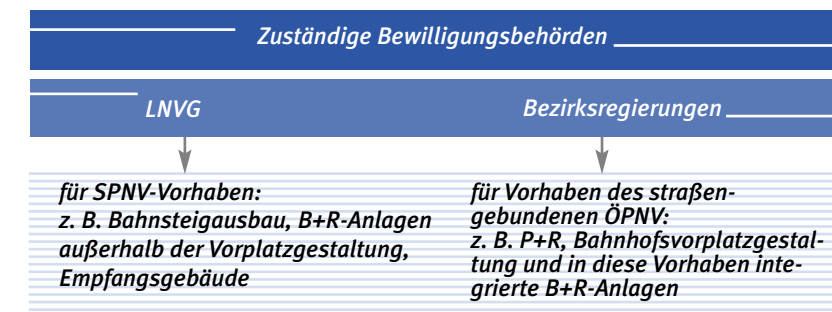 Zuständige Bewilligungsbehörden
LNVG
für SPNV-Vorhaben:
z. B. Bahnsteigausbau, B+R-Anlagen
außerhalb der Vorplatzgestaltung,
Empfangsgebäude
Bezirksregierungen
für Vorhaben des straßen-
gebundenen ÖPNV:
z. B. P+R, Bahnhofsvorplatzgestal-
tung und in diese Vorhaben inte-
grierte B+R-Anlagen